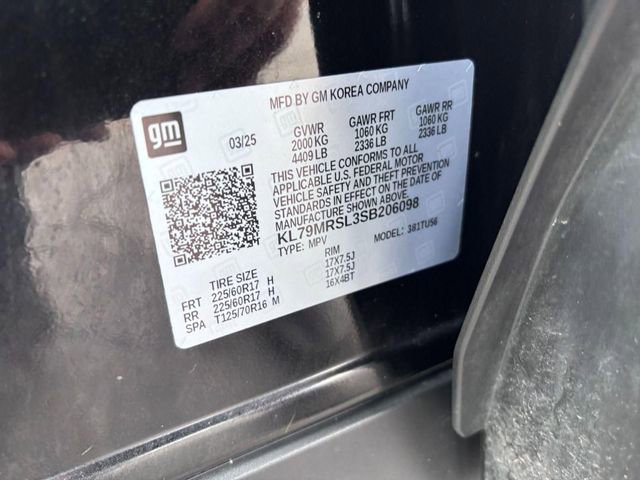 MFD BY GM KOREA COMPANY
gm
03/25
GVWR GAWR FRT GAWR RR
2000 KG 1060 KG 1060 KG
4409 LB 2336 LB 2336 LB
THIS VEHICLE CONFORMS TO ALL
APPLICABLE U.S. FEDERAL MOTOR
VEHICLE SAFETY AND THEFT PREVENTION
STANDARDS IN EFFECT ON THE DATE OF
MANUFACTURE SHOWN ABOVE.
KL79MRSL3SB206098
TYPE: MPV MODEL: 381TU56
TIRE SIZE RIM
FRT 225/60R17 H 17X7.5J
RR 225/60R17 H 17X7.5J
SPA T125/70R16 M 16X4BT